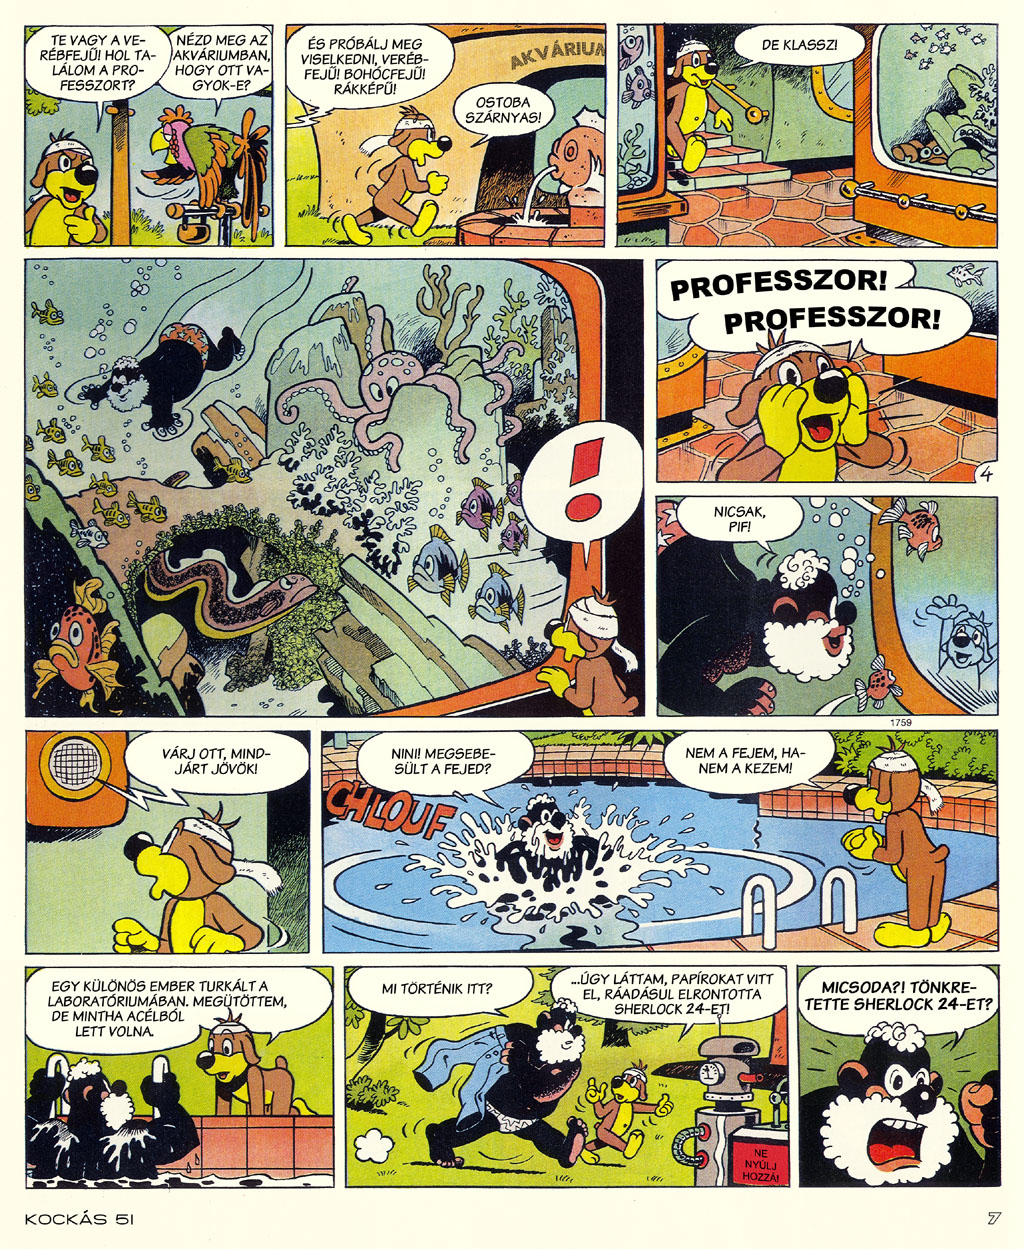 TE VAGY A VE-
RÉBFEJŰ! HOL TA-
LÁLOM A PRO-
FESSZORT?
NÉZD MEG AZ
AKVÁRIUMBAN,
HOGY OTT VA-
GYOK-E?
ÉS PRÓBÁLJ MEG
VISELKEDNI, VERÉB-
FEJŰ! BOHÓCFEJŰ!
RÁKKÉPŰ!
AKVÁRIUM
OSTOBA
SZÁRNYAS!
DE KLASSZ!
!
PROFESSZOR!
PROFESSZOR!
4
NICSAK,
PIF!
1759
VÁRJ OTT, MIND-
JÁRT JÖVÖK!
NINI! MEGSEBE-
SÜLT A FEJED?
NEM A FEJEM, HA-
NEM A KEZEM!
CHLOUF
EGY KÜLÖNÖS EMBER TURKÁLT A
LABORATÓRIUMÁBAN. MEGÜTÖTTEM,
DE MINTHA ACÉLBÓL
LETT VOLNA.
MI TÖRTÉNIK ITT?
...ÚGY LÁTTAM, PAPÍROKAT VITT
EL, RÁADÁSUL ELRONTOTTA
SHERLOCK 24-ET!
NE
NYÚLJ
HOZZÁ!
MICSODA?! TÖNKRE-
TETTE SHERLOCK 24-ET?
KOCKÁS 51
7